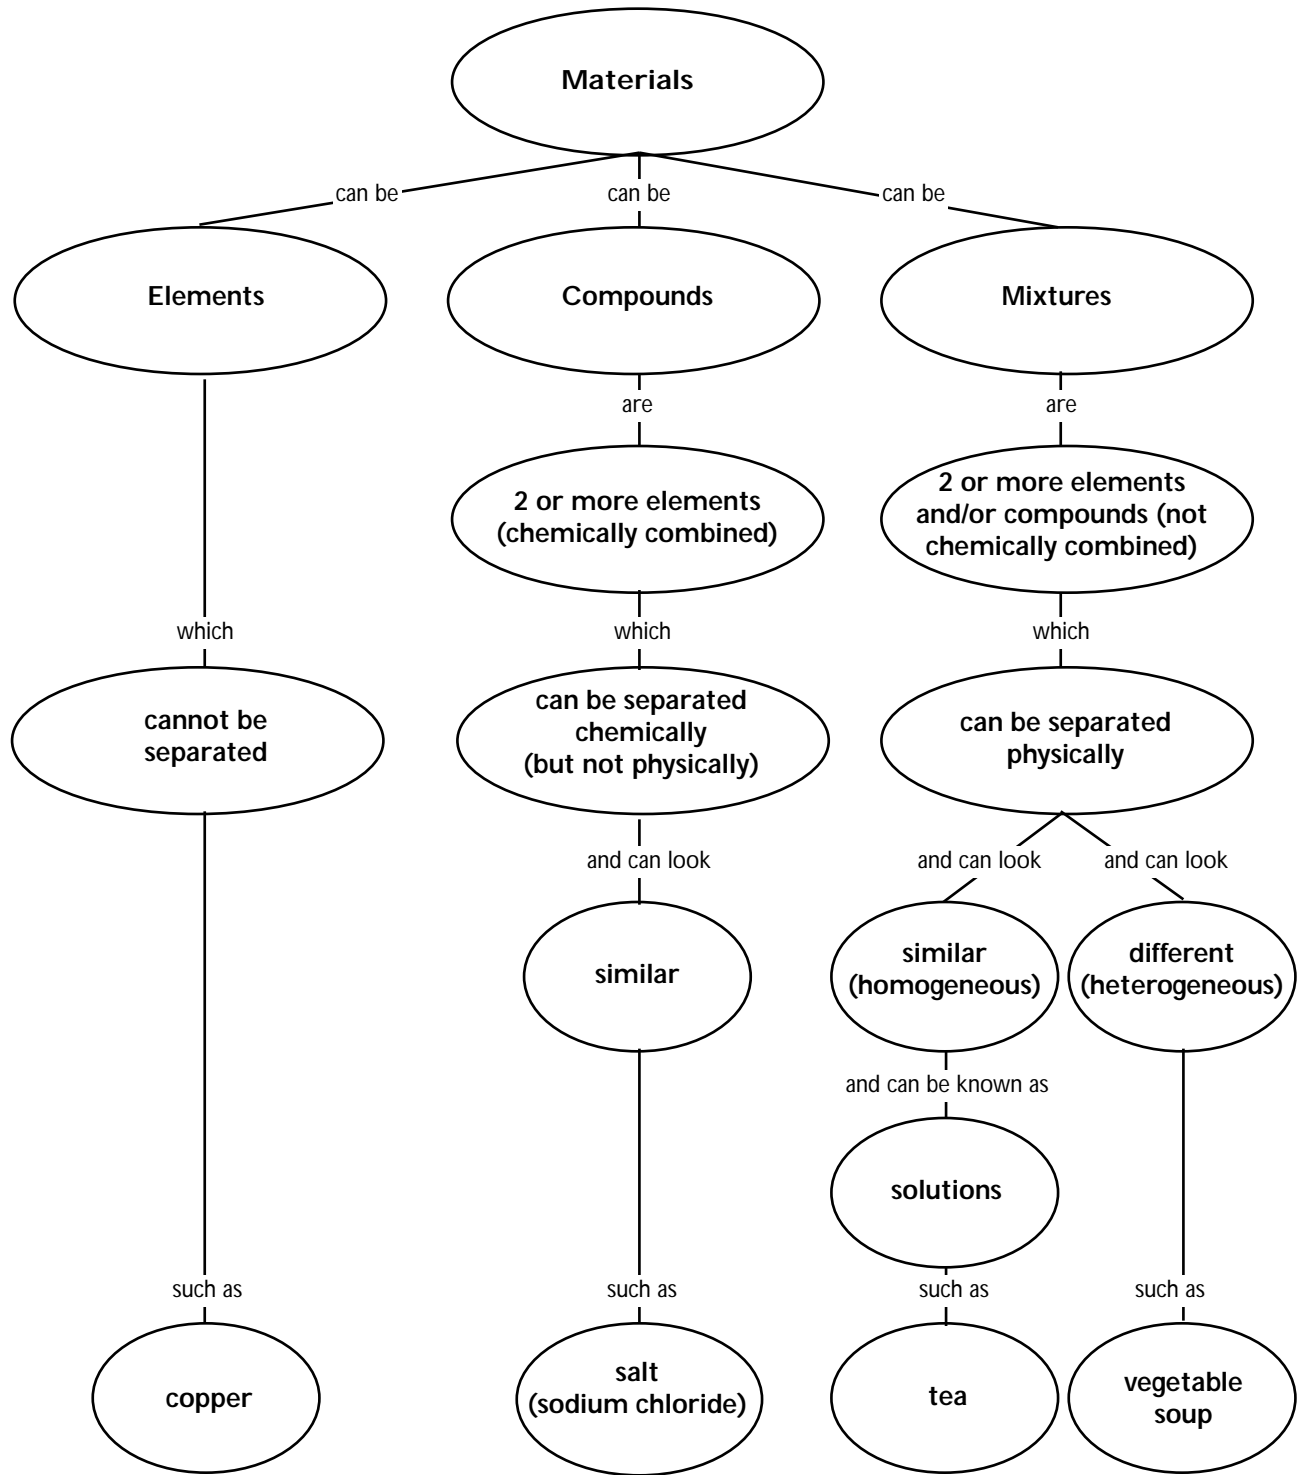 Materials
can be
can be
can be
Elements
Compounds
Mixtures
are
are
2 or more elements
(chemically combined)
2 or more elements
and/or compounds (not
chemically combined)
which
which
which
cannot be
separated
can be separated
chemically
(but not physically)
can be separated
physically
and can look
and can look
and can look
similar
similar
(homogeneous)
different
(heterogeneous)
and can be known as
solutions
such as
such as
such as
such as
copper
salt
(sodium chloride)
tea
vegetable
soup